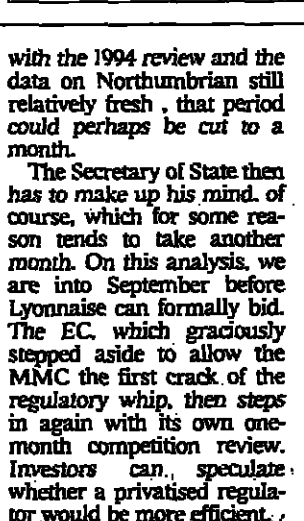 with the 1994 review and the
data on Northumbrian still
relatively fresh , that period
could perhaps be cut to a
month.
The Secretary of State then
has to make up his mind. of
course, which for some rea-
son tends to take another
month. On this analysis, we
are into September before
Lyonnaise can formally bid.
The EC, which graciously
stepped aside to allow the
MMC the first crack of the
regulatory whip, then steps
in again with its own one-
month competition review.
Investors can, speculate
whether a privatised regula-
tor would be more efficient.